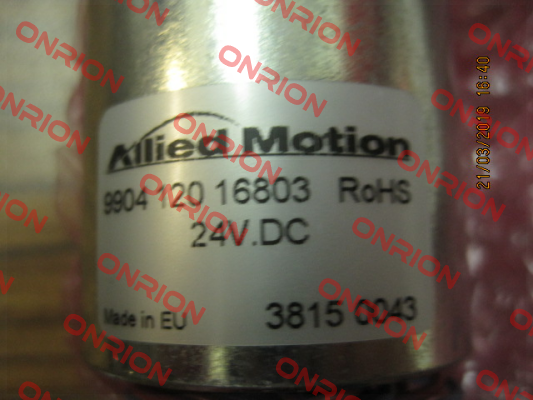 Allied Motion
9904 120 16803 RoHS
24V.DC
Made in EU 3815 0043
21/03/2019 16:40
ONRION